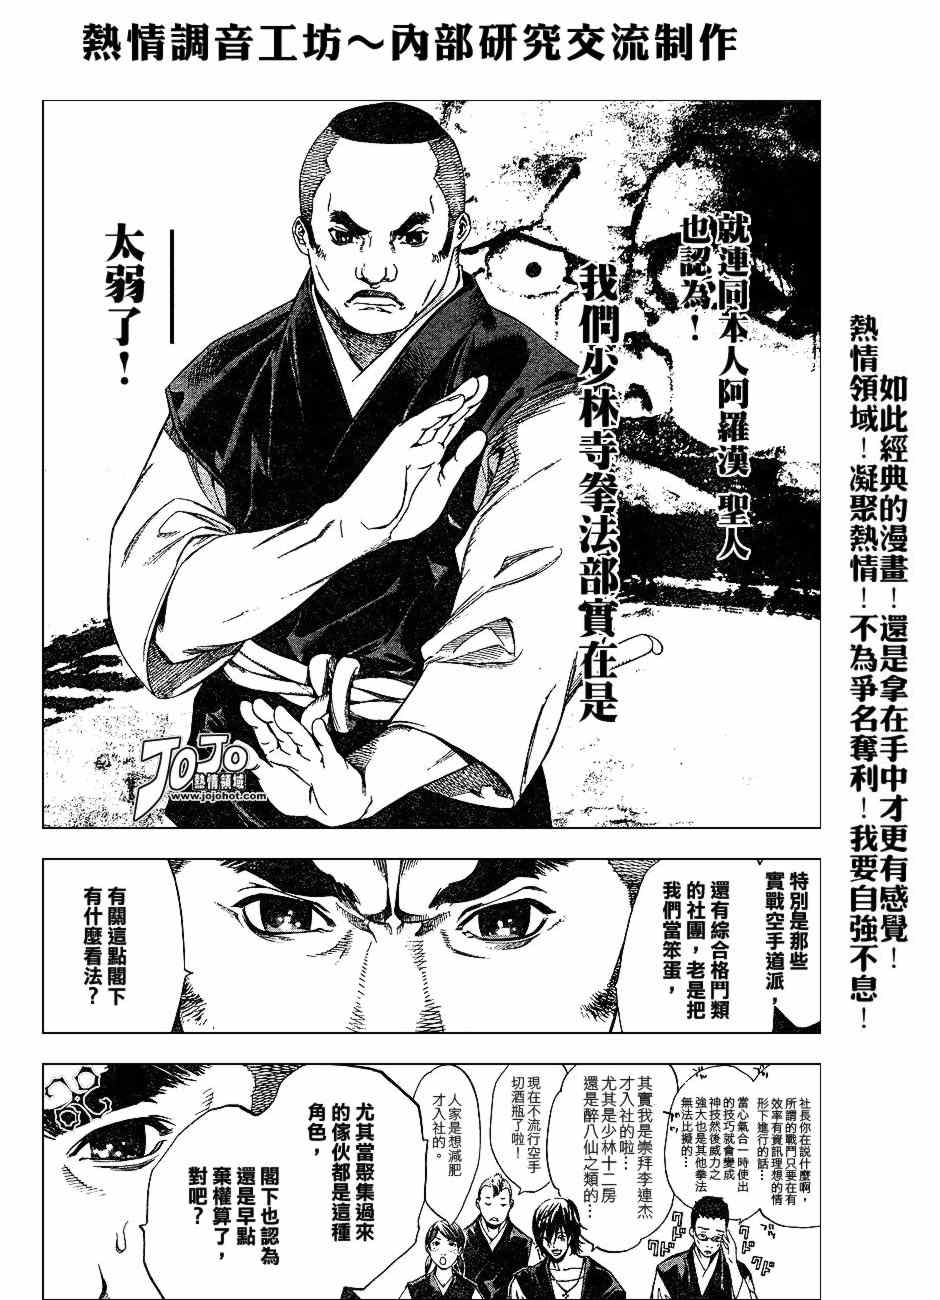 熱情調音工坊～內部研究交流制作
就連同本人阿羅漢 聖人
也認為！
我們少林寺拳法部實在是
太弱了！
JOJO
熱情領域
www.jojohot.com
如此經典的漫畫！還是拿在手中才更有感覺！
熱情領域！凝聚熱情！不為爭名奪利！我要自強不息！
特別是那些
實戰空手道派，
還有綜合格鬥類
的社團，老是把
我們當笨蛋，
有關這點閣下
有什麼看法？
社長你在説什麼啊，
所謂的戰鬥只要在有
效率有資訊理想的情
形下進行的話…
當心氣合一時使出
的技巧就會變成
神技然後威力之
強大也是其他拳法
無法比擬的…
クドクド
クドクド
其實我是崇拜李連杰
才入社的啦…
尤其是少林十二房
還是醉八仙之類的…
現在不流行空手
切酒瓶了啦！
人家是想減肥
才入社的。
尤其當聚集過來
的傢伙都是這種
角色，
閣下也認為
還是早點
棄權算了，
對吧？